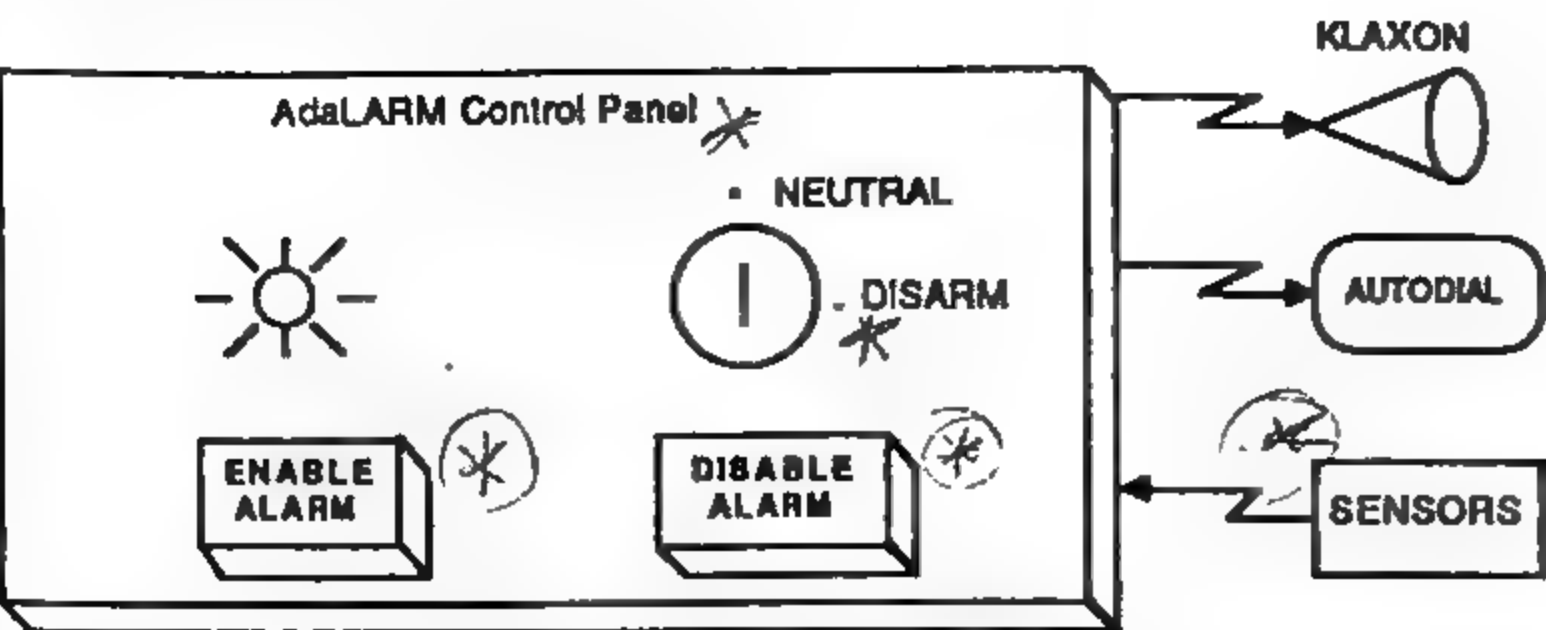 KLAXON
AdaLARM Control Panel
NEUTRAL
DISARM
AUTODIAL
ENABLE
ALARM
DISABLE
ALARM
SENSORS